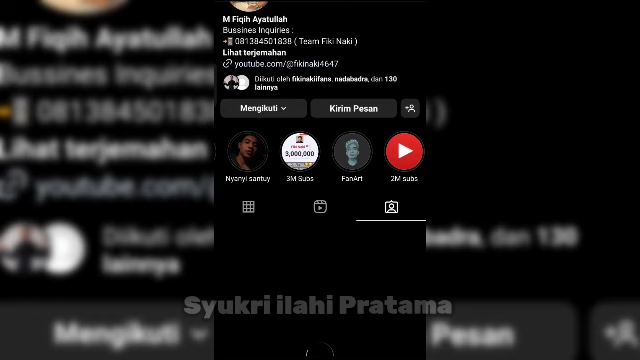 M Fiqih Ayatullah
Bussines Inquiries :
081384501838 ( Team Fiki Naki )
Lihat terjemahan
youtube.com/@fikinaki4647
Diikuti oleh fikinakiifans, nadabadra, dan 130
lainnya
Mengikuti
Kirim Pesan
3,000,000
Nyanyi santuy
3M Subs
FanArt
2M subs
Syukri ilahi Pratama